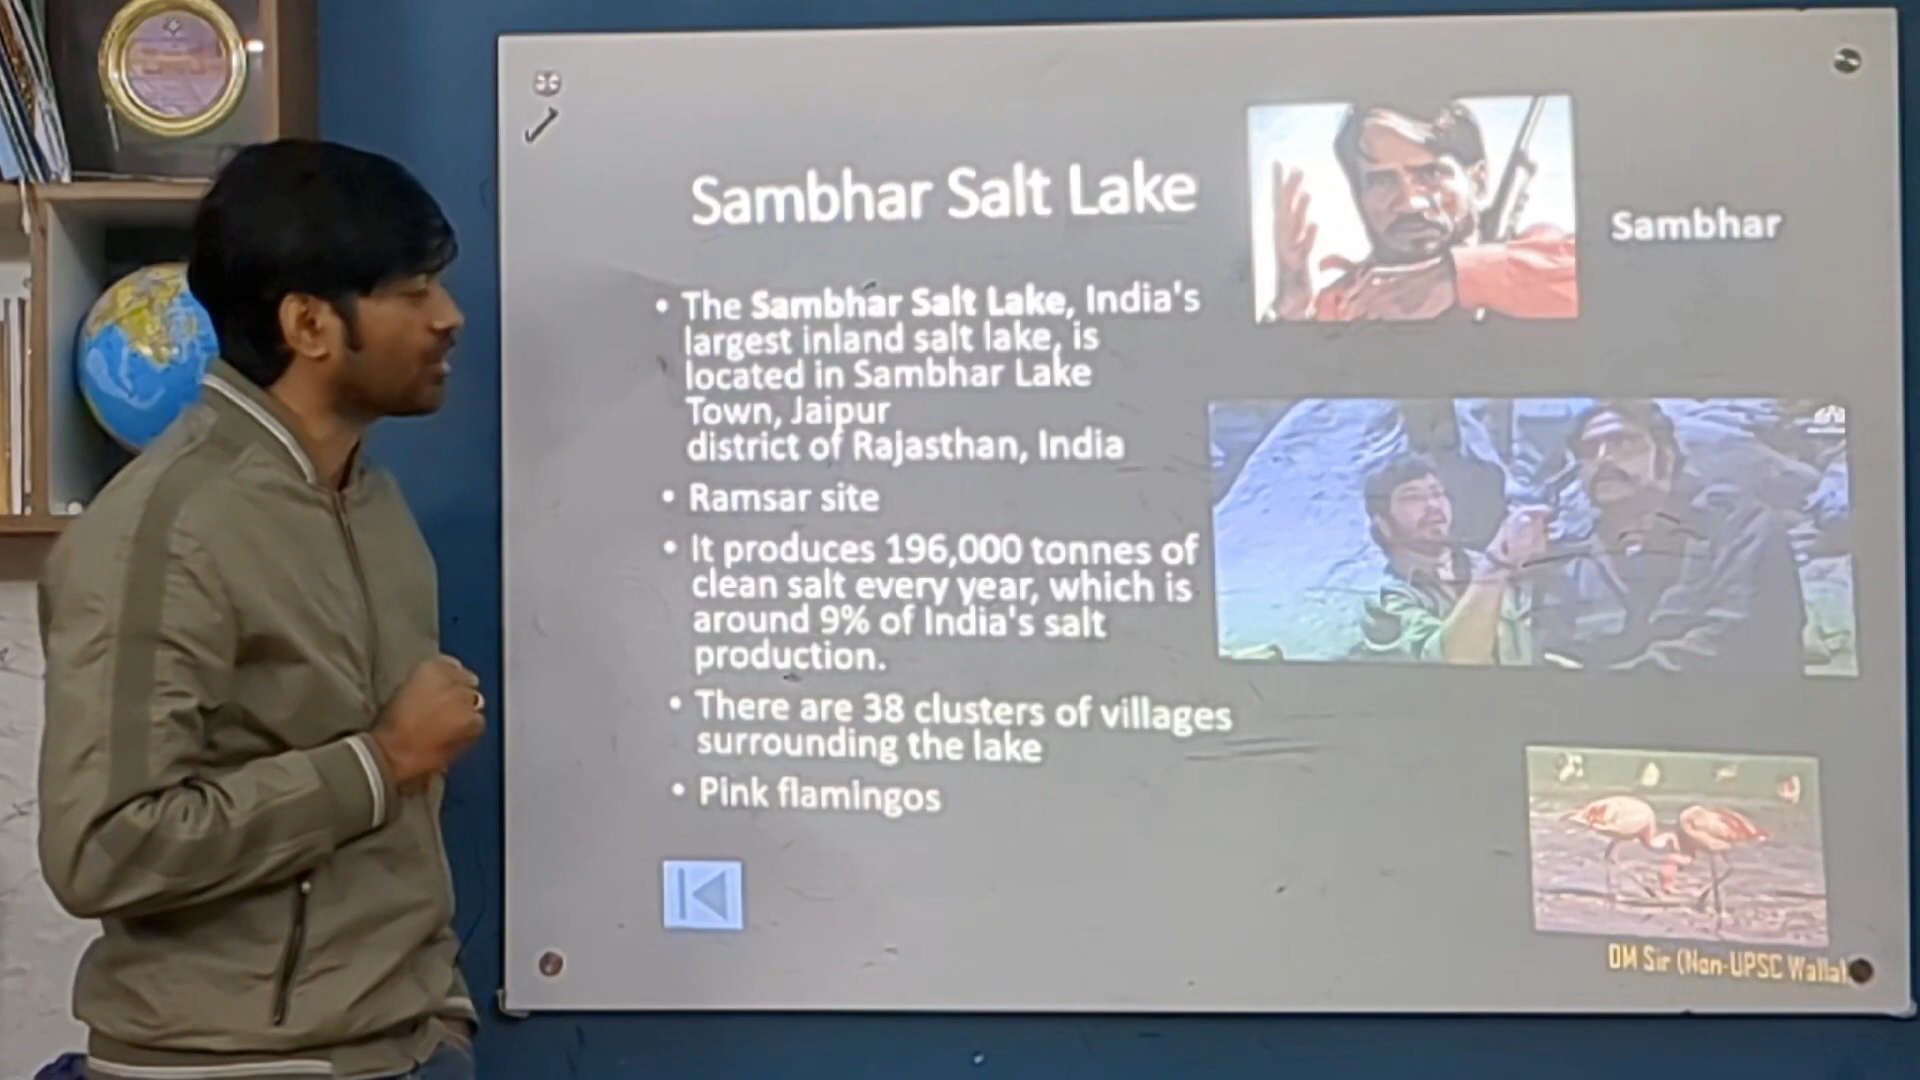 Sambhar Salt Lake
Sambhar
• The Sambhar Salt Lake, India's
largest inland salt lake, is
located in Sambhar Lake
Town, Jaipur
district of Rajasthan, India
• Ramsar site
• It produces 196,000 tonnes of
clean salt every year, which is
around 9% of India's salt
production.
• There are 38 clusters of villages
surrounding the lake
• Pink flamingos
DM Sir (Non-UPSC Walla)